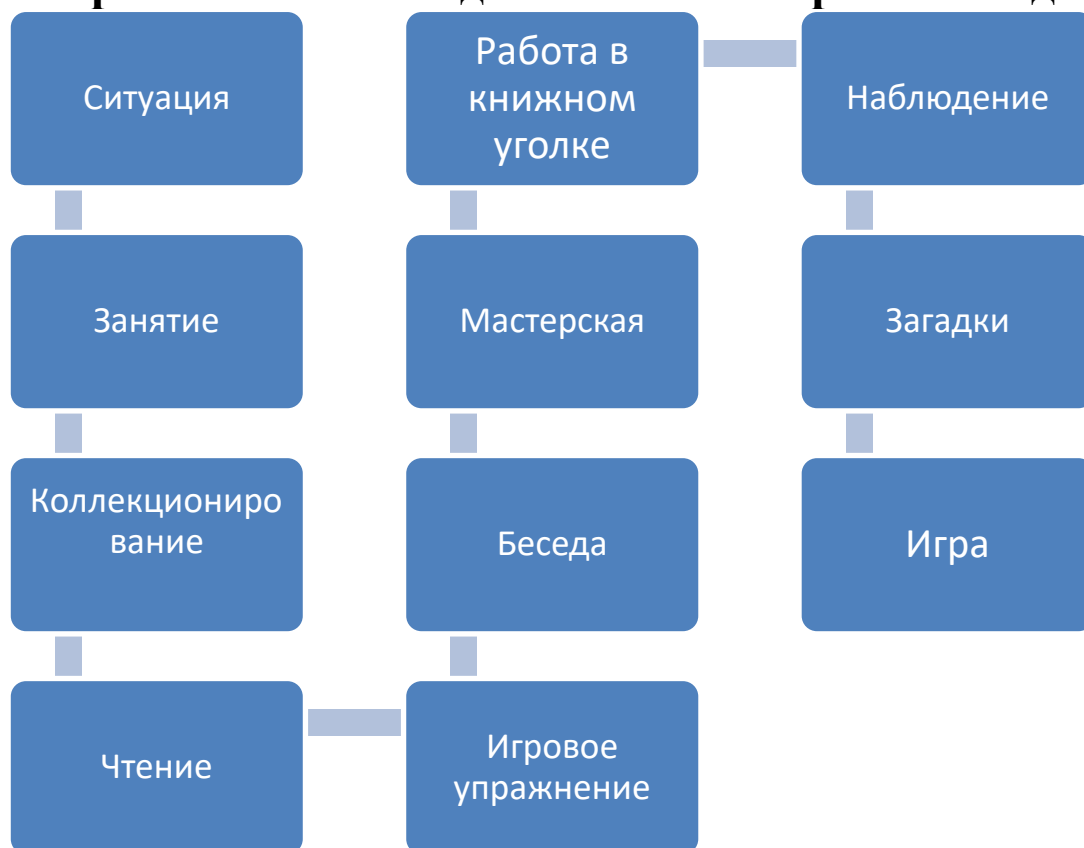 Ситуация
Занятие
Коллекциониро
вание
Чтение
Игровое
упражнение
Беседа
Мастерская
Работа в
книжном
уголке
Наблюдение
Загадки
Игра